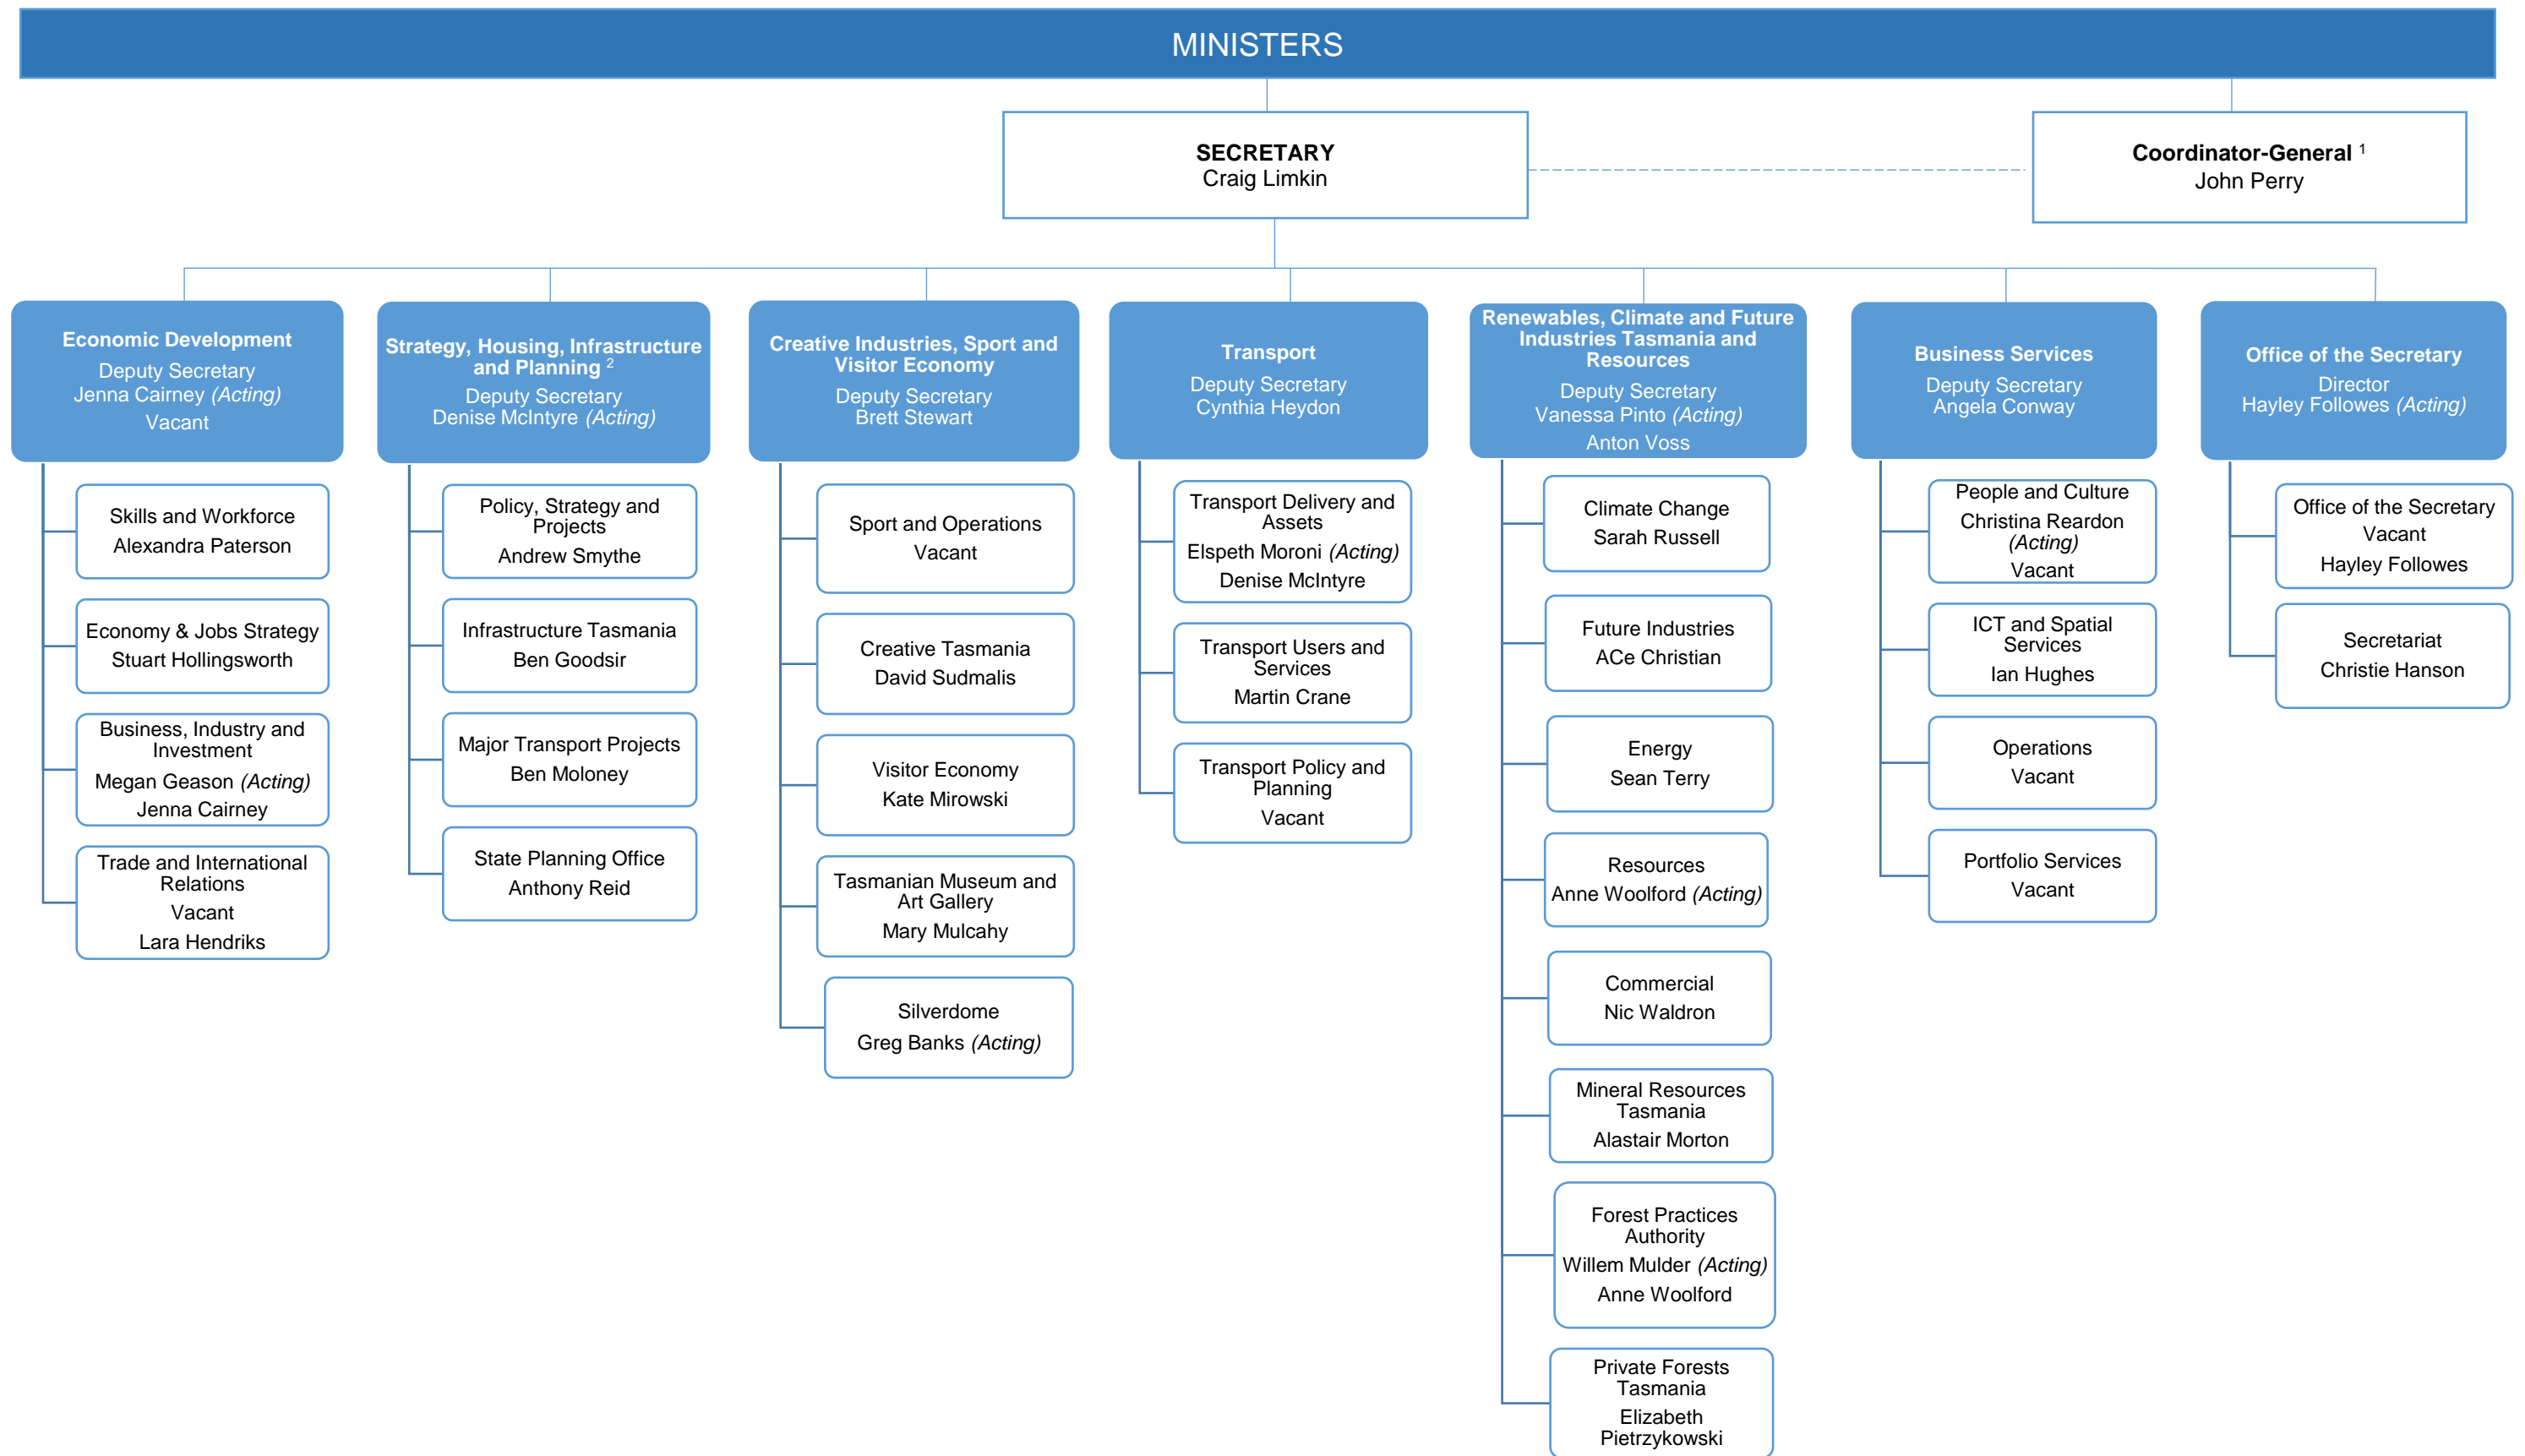 MINISTERS
SECRETARY
Craig Limkin
Coordinator-General 1
John Perry
Economic Development
Deputy Secretary
Jenna Cairney (Acting)
Vacant
Skills and Workforce
Alexandra Paterson
Economy & Jobs Strategy
Stuart Hollingsworth
Business, Industry and
Investment
Megan Geason (Acting)
Jenna Cairney
Trade and International
Relations
Vacant
Lara Hendriks
Strategy, Housing, Infrastructure
and Planning 2
Deputy Secretary
Denise McIntyre (Acting)
Policy, Strategy and
Projects
Andrew Smythe
Infrastructure Tasmania
Ben Goodsir
Major Transport Projects
Ben Moloney
State Planning Office
Anthony Reid
Creative Industries, Sport and
Visitor Economy
Deputy Secretary
Brett Stewart
Sport and Operations
Vacant
Creative Tasmania
David Sudmalis
Visitor Economy
Kate Mirowski
Tasmanian Museum and
Art Gallery
Mary Mulcahy
Silverdome
Greg Banks (Acting)
Transport
Deputy Secretary
Cynthia Heydon
Transport Delivery and
Assets
Elspeth Moroni (Acting)
Denise McIntyre
Transport Users and
Services
Martin Crane
Transport Policy and
Planning
Vacant
Renewables, Climate and Future
Industries Tasmania and
Resources
Deputy Secretary
Vanessa Pinto (Acting)
Anton Voss
Climate Change
Sarah Russell
Future Industries
ACe Christian
Energy
Sean Terry
Resources
Anne Woolford (Acting)
Commercial
Nic Waldron
Mineral Resources
Tasmania
Alastair Morton
Forest Practices
Authority
Willem Mulder (Acting)
Anne Woolford
Private Forests
Tasmania
Elizabeth
Pietrzykowski
Business Services
Deputy Secretary
Angela Conway
People and Culture
Christina Reardon
(Acting)
Vacant
ICT and Spatial
Services
Ian Hughes
Operations
Vacant
Portfolio Services
Vacant
Office of the Secretary
Director
Hayley Followes (Acting)
Office of the Secretary
Vacant
Hayley Followes
Secretariat
Christie Hanson